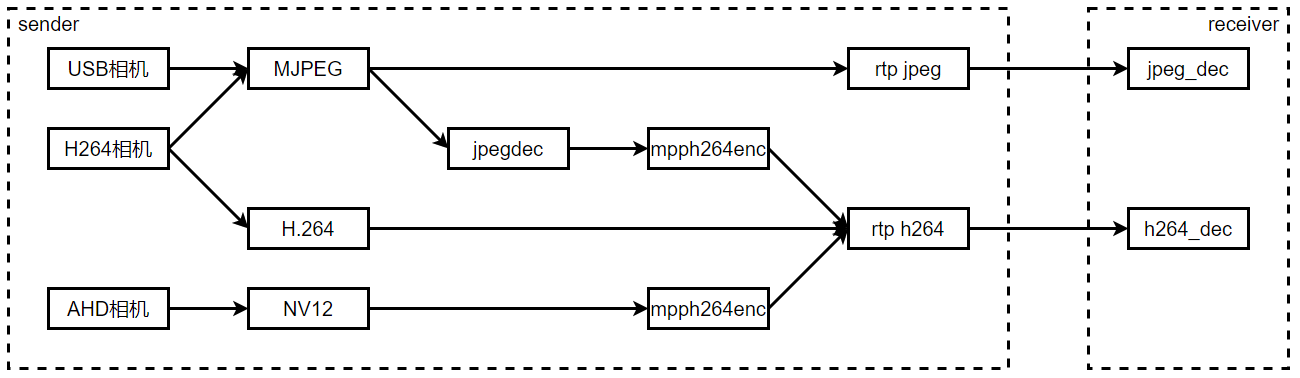 sender
receiver
USB相机
MJPEG
rtp jpeg
jpeg_dec
H264相机
jpegdec
mpph264enc
H.264
rtp h264
h264_dec
AHD相机
NV12
mpph264enc